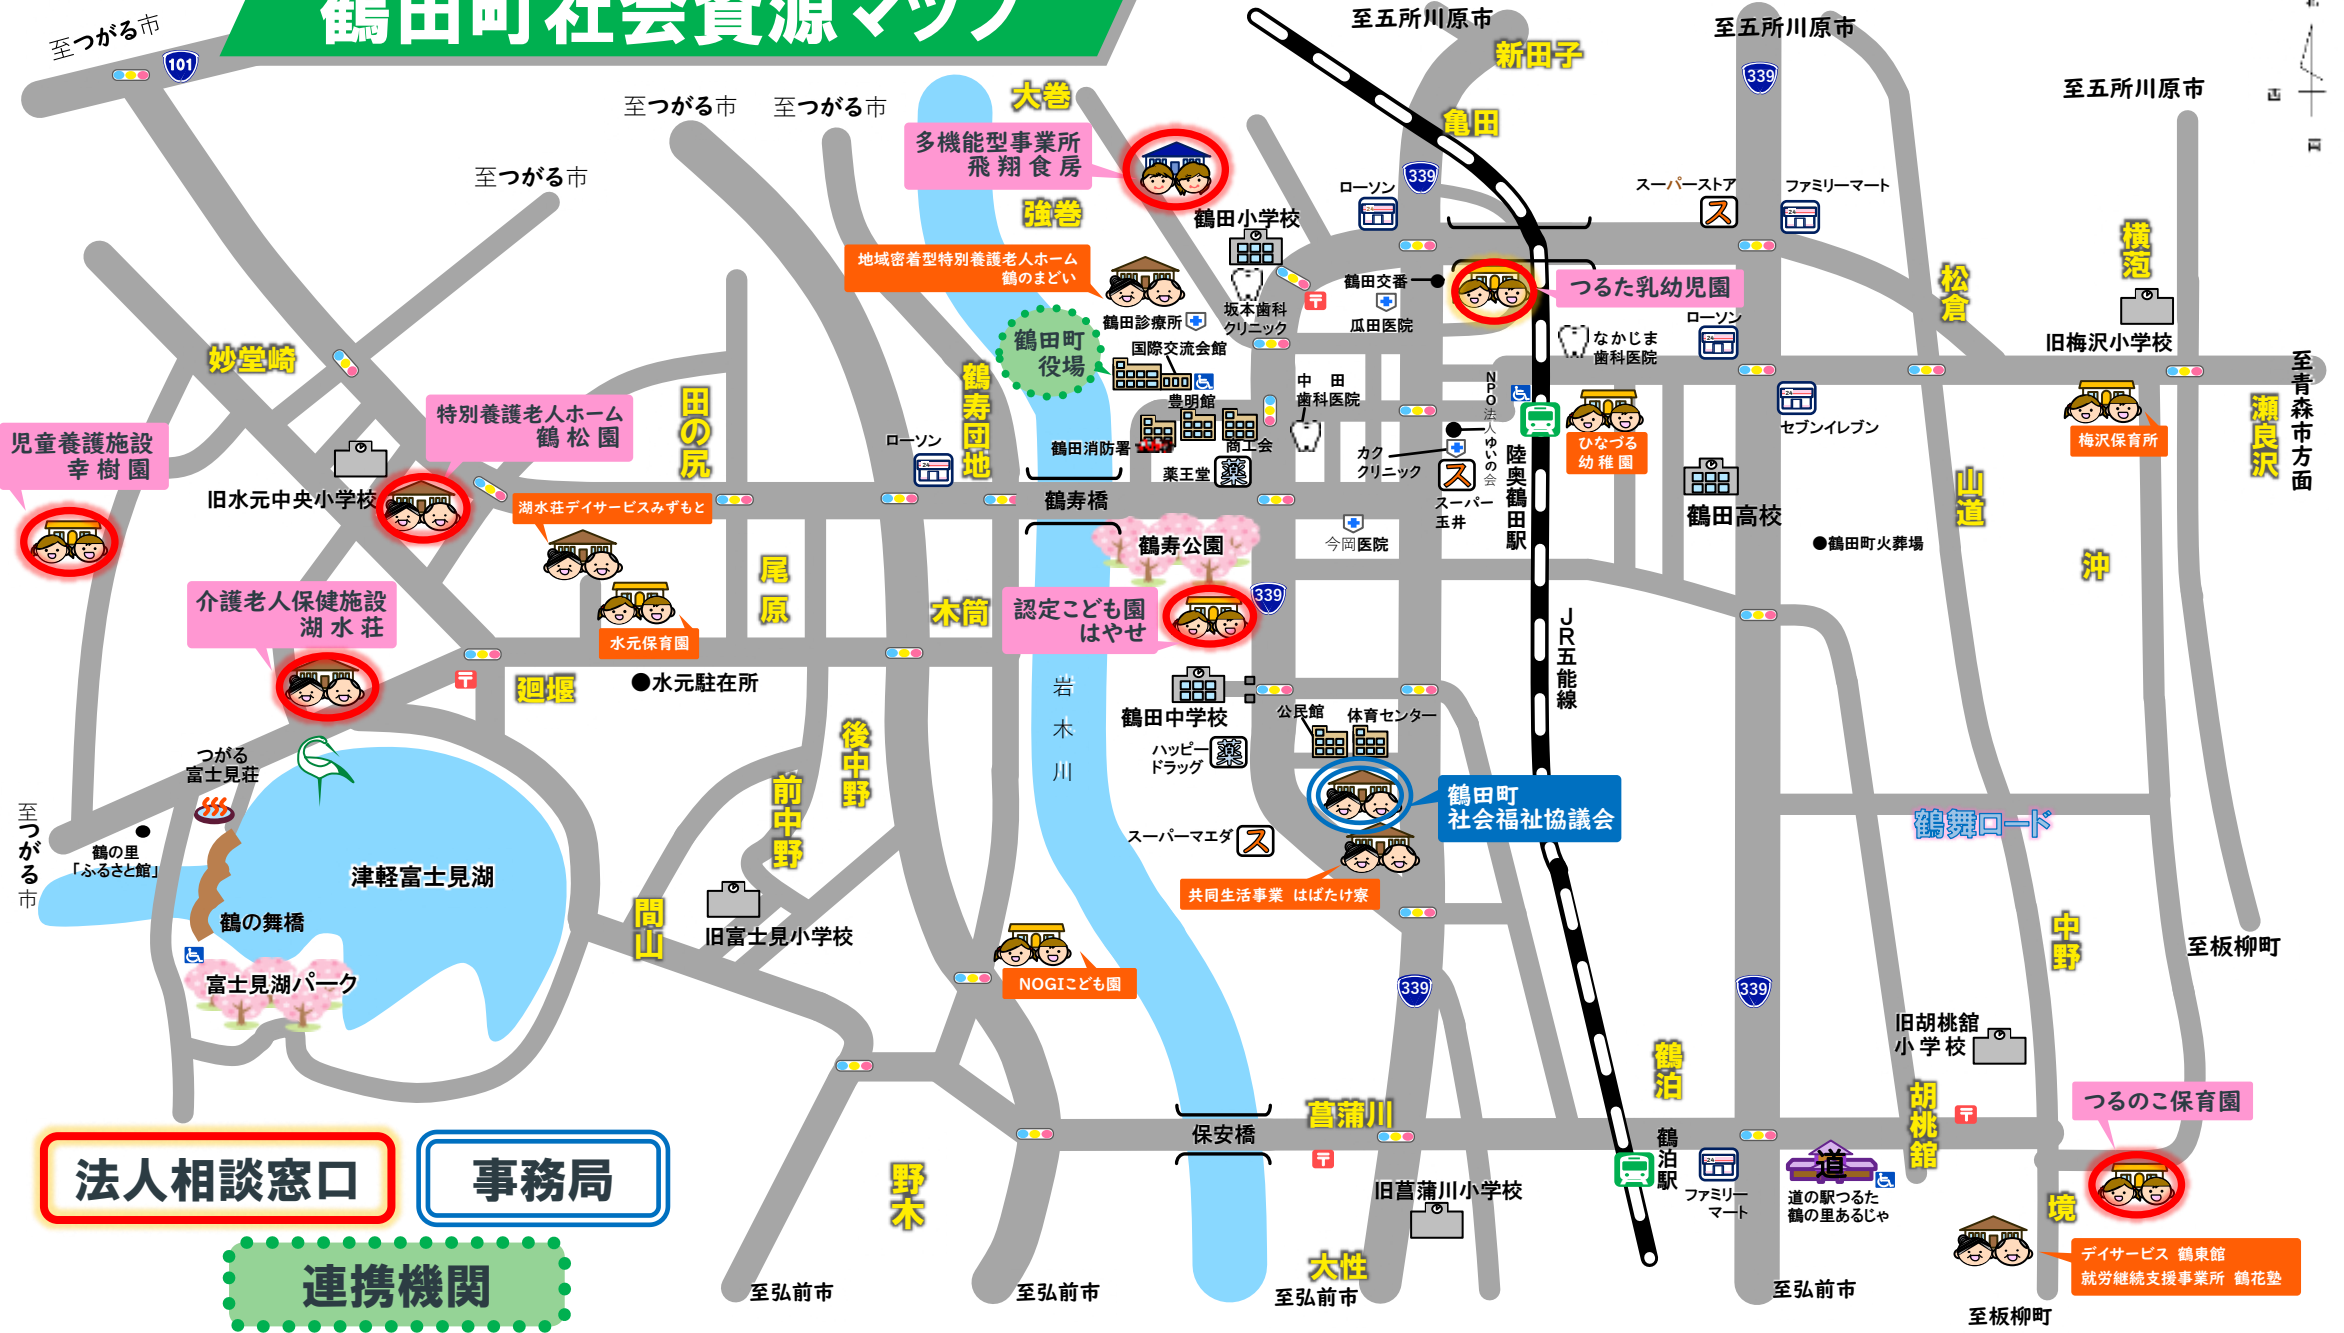 鶴田町社会資源マップ
至つがる市
101
至五所川原市
新田子
至五所川原市
339
至五所川原市
西
至つがる市
至つがる市
大巻
亀田
多機能型事業所
飛翔食房
至つがる市
強巻
鶴田小学校
ローソン
339
スーパーストア
ス
ファミリーマート
横萢
松倉
地域密着型特別養護老人ホーム
鶴のまどい
鶴田診療所
坂本歯科
クリニック
鶴田交番
瓜田医院
つるた乳幼児園
なかじま
歯科医院
ローソン
旧梅沢小学校
至青森市方面
鶴田町
役場
国際交流会館
豊明館
中田
歯科医院
NPO法人ゆいの会
妙堂崎
田の尻
鶴寿団地
ローソン
鶴田消防署
商工会
薬王堂
薬
カク
クリニック
ス
スーパー
玉井
陸奥鶴田駅
ひなづる
幼稚園
セブンイレブン
梅沢保育所
瀬良沢
児童養護施設
幸樹園
特別養護老人ホーム
鶴松園
旧水元中央小学校
湖水荘デイサービスみずもと
鶴寿橋
鶴寿公園
今岡医院
鶴田高校
鶴田町火葬場
山道
沖
尾原
木筒
介護老人保健施設
湖水荘
水元保育園
認定こども園
はやせ
339
JR五能線
廻堰
水元駐在所
岩木川
鶴田中学校
公民館
体育センター
ハッピー
ドラッグ
薬
後中野
前中野
つがる
富士見荘
至つがる市
鶴の里
「ふるさと館」
津軽富士見湖
鶴の舞橋
富士見湖パーク
鶴田町
社会福祉協議会
スーパーマエダ
ス
共同生活事業 はばたけ寮
鶴舞ロード
間山
旧富士見小学校
NOGIこども園
339
339
中野
至板柳町
旧胡桃舘
小学校
鶴泊
胡桃舘
つるのこ保育園
菖蒲川
保安橋
鶴泊駅
ファミリー
マート
道
道の駅つるた
鶴の里あるじゃ
旧菖蒲川小学校
境
野木
大性
デイサービス 鶴東館
就労継続支援事業所 鶴花塾
法人相談窓口
事務局
連携機関
至弘前市
至弘前市
至弘前市
至弘前市
至板柳町